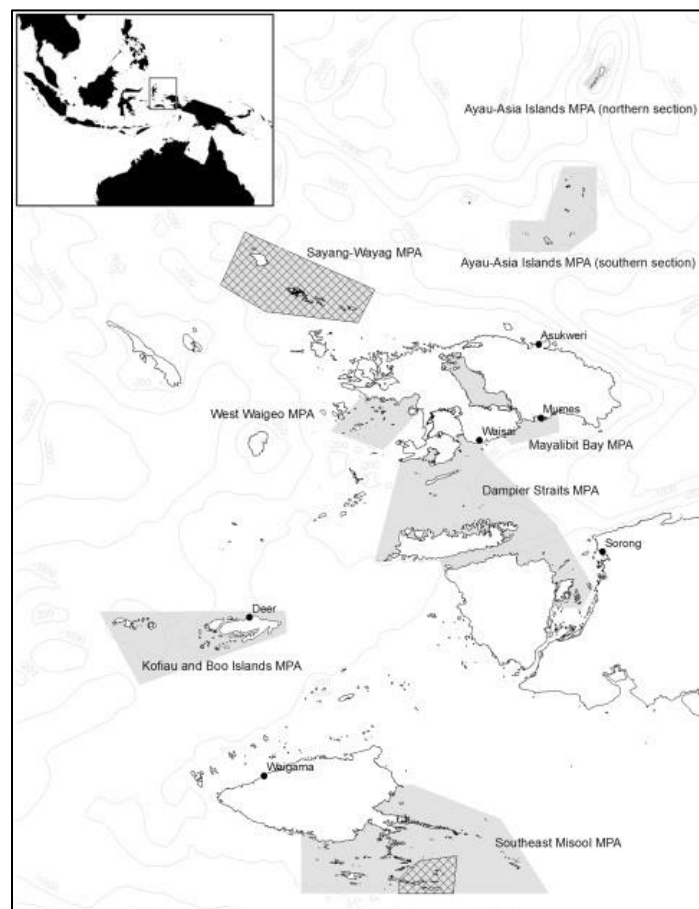 Ayau-Asia Islands MPA (northern section)
Sayang-Wayag MPA
Ayau-Asia Islands MPA (southern section)
Asukweri
West Waigeo MPA
Mumes
Waisai
Mayalibit Bay MPA
Dampier Straits MPA
Sorong
Deer
Kofiau and Boo Islands MPA
Waigama
Southeast Misool MPA